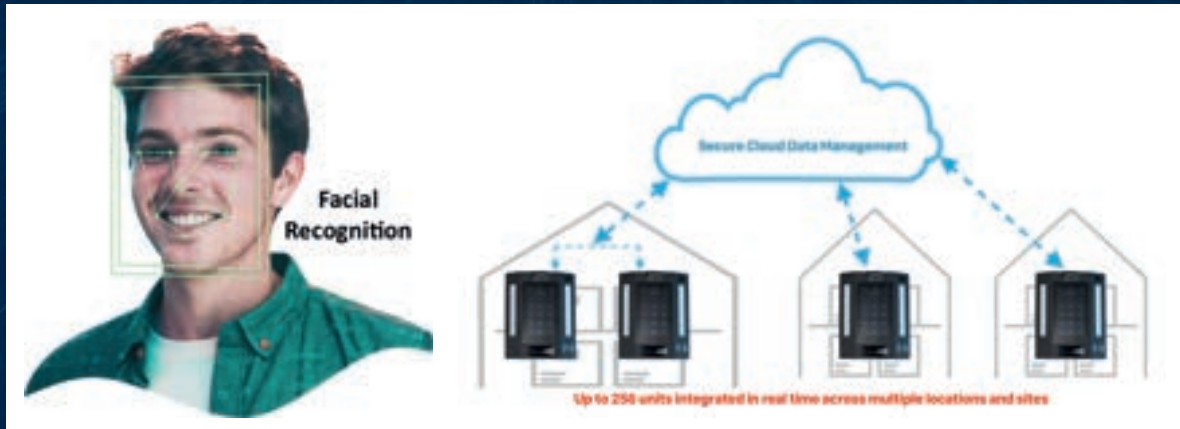 Facial
Recognition
Secure Cloud Data Management
Up to 256 units integrated in real time across multiple locations and sites